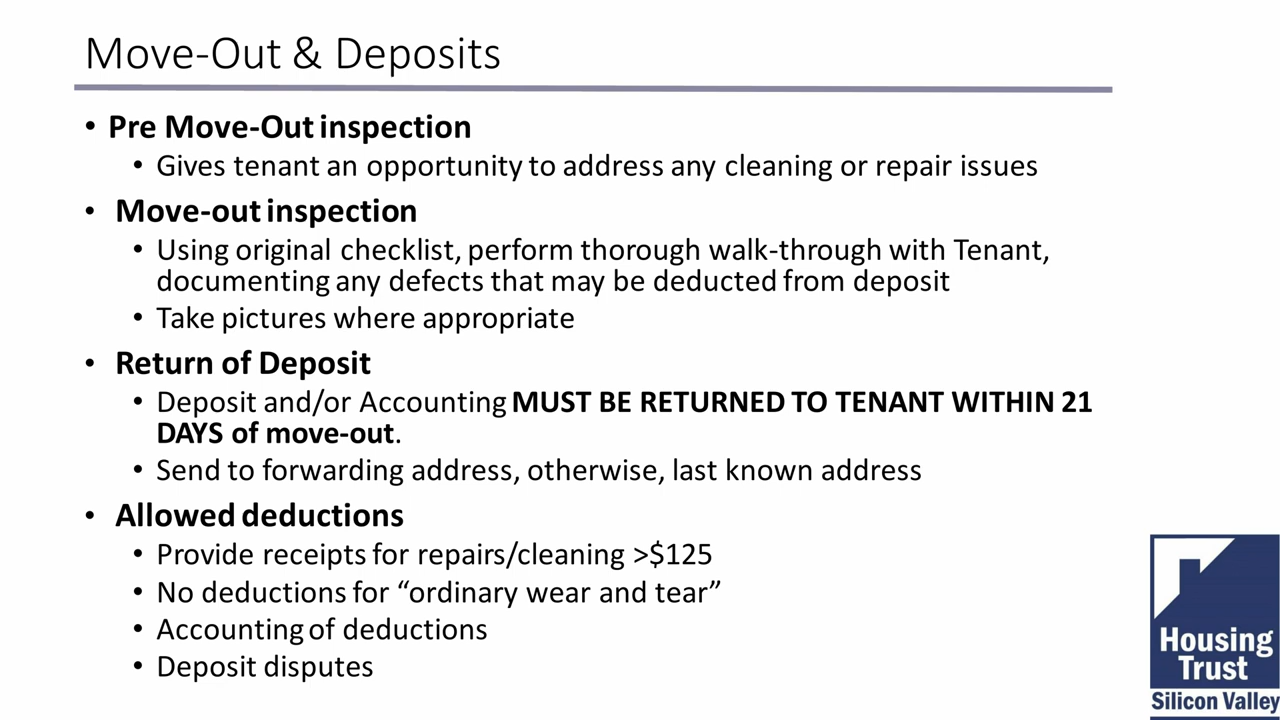 Move-Out & Deposits
• Pre Move-Out inspection
• Gives tenant an opportunity to address any cleaning or repair issues
• Move-out inspection
• Using original checklist, perform thorough walk-through with Tenant,
documenting any defects that may be deducted from deposit
• Take pictures where appropriate
• Return of Deposit
• Deposit and/or Accounting MUST BE RETURNED TO TENANT WITHIN 21
DAYS of move-out.
• Send to forwarding address, otherwise, last known address
• Allowed deductions
• Provide receipts for repairs/cleaning >$125
• No deductions for “ordinary wear and tear”
• Accounting of deductions
• Deposit disputes
Housing
Trust
Silicon Valley